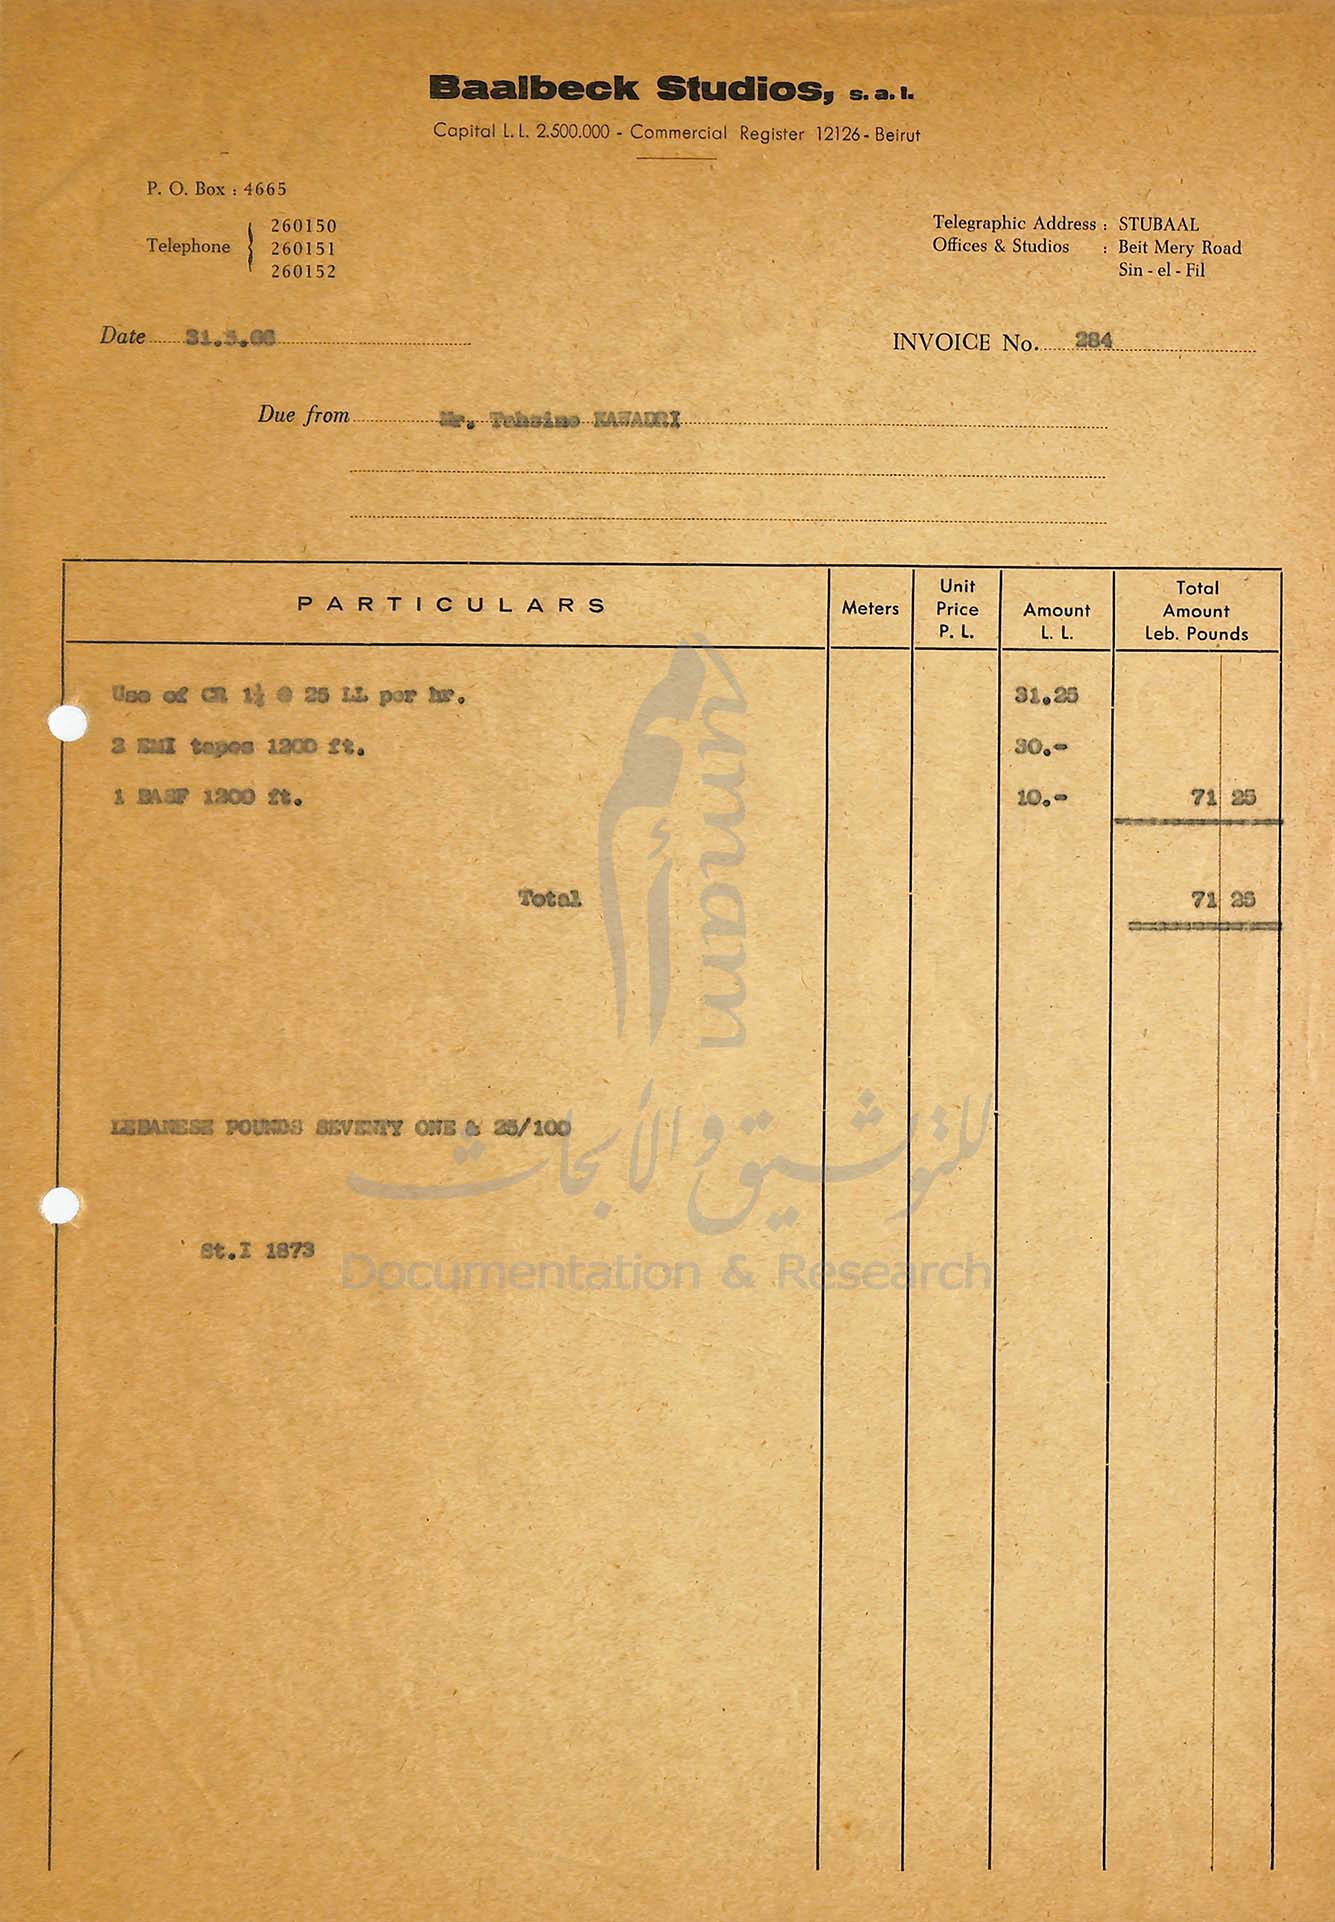 Baalbeck Studios, s.a.l.
Capital L.L. 2.500.000 - Commercial Register 12126 - Beirut
P. O. Box : 4665
Telephone
260150
260151
260152
Telegraphic Address : STUBAAL
Offices & Studios : Beit Mery Road
Sin - el - Fil
Date 31.5.66
INVOICE No. 284
Due from Mr. Tahsine KAWADRI
PARTICULARS
Meters
Unit Price P. L.
Amount L. L.
Total Amount Leb. Pounds
Use of CR 1¼ @ 25 LL per hr. 31.25
EMI tapes 1200 ft. 30.-
1 BASF 1200 ft. 10.- 71 25
Total 71 25
LEBANESE POUNDS SEVENTY ONE & 25/100
St.I 1873
umam
أمم
للتوثيق والأبحاث
Documentation & Research